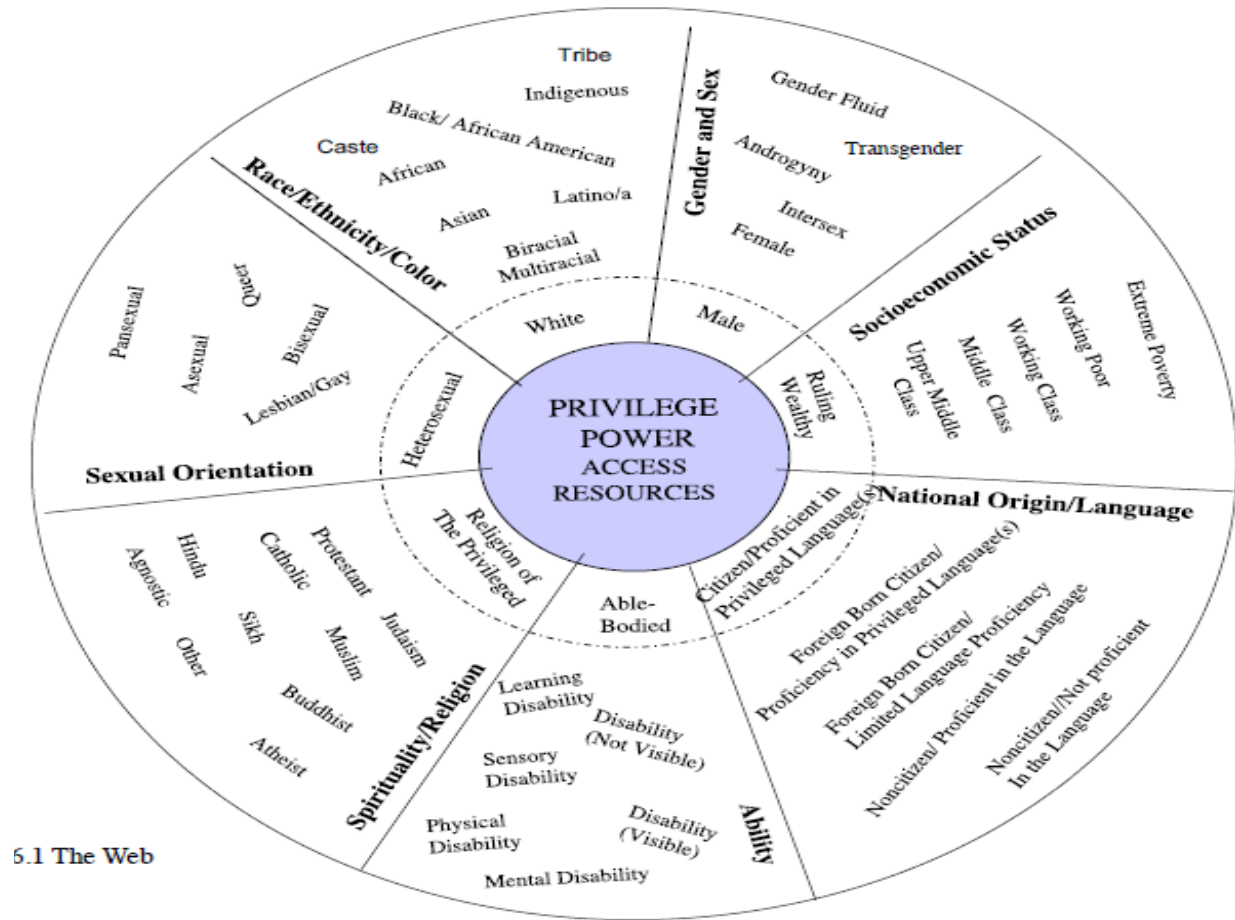 PRIVILEGE
POWER
ACCESS
RESOURCES
Race/Ethnicity/Color
Tribe
Indigenous
Black/ African American
Caste
African
Latino/a
Asian
Biracial
Multiracial
White
Gender and Sex
Gender Fluid
Transgender
Androgyny
Intersex
Female
Male
Socioeconomic Status
Extreme Poverty
Working Poor
Working Class
Middle Class
Upper Middle
Class
Ruling
Wealthy
National Origin/Language
Citizen/Proficient in
Privileged Language(s)
Foreign Born Citizen/
Proficiency in Privileged Language(s)
Foreign Born Citizen/
Limited Language Proficiency
Noncitizen/ Proficient in the Language
Noncitizen//Not proficient
In the Language
Ability
Able-
Bodied
Learning
Disability
Disability
(Not Visible)
Sensory
Disability
Physical
Disability
Disability
(Visible)
Mental Disability
Spirituality/Religion
Religion of
The Privileged
Protestant
Judaism
Catholic
Muslim
Hindu
Sikh
Buddhist
Agnostic
Other
Atheist
Sexual Orientation
Heterosexual
Lesbian/Gay
Bisexual
Queer
Asexual
Pansexual
6.1 The Web